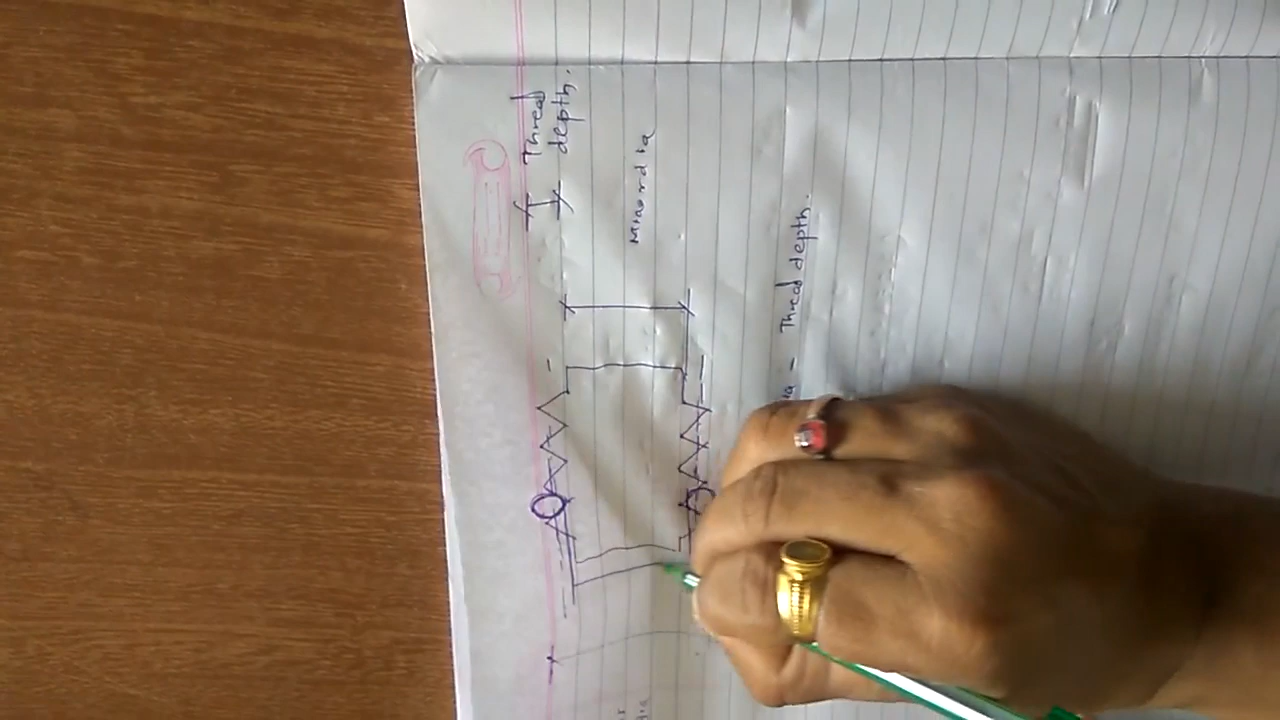 Thread
depth.
Minor dia
dia
- Thread depth.